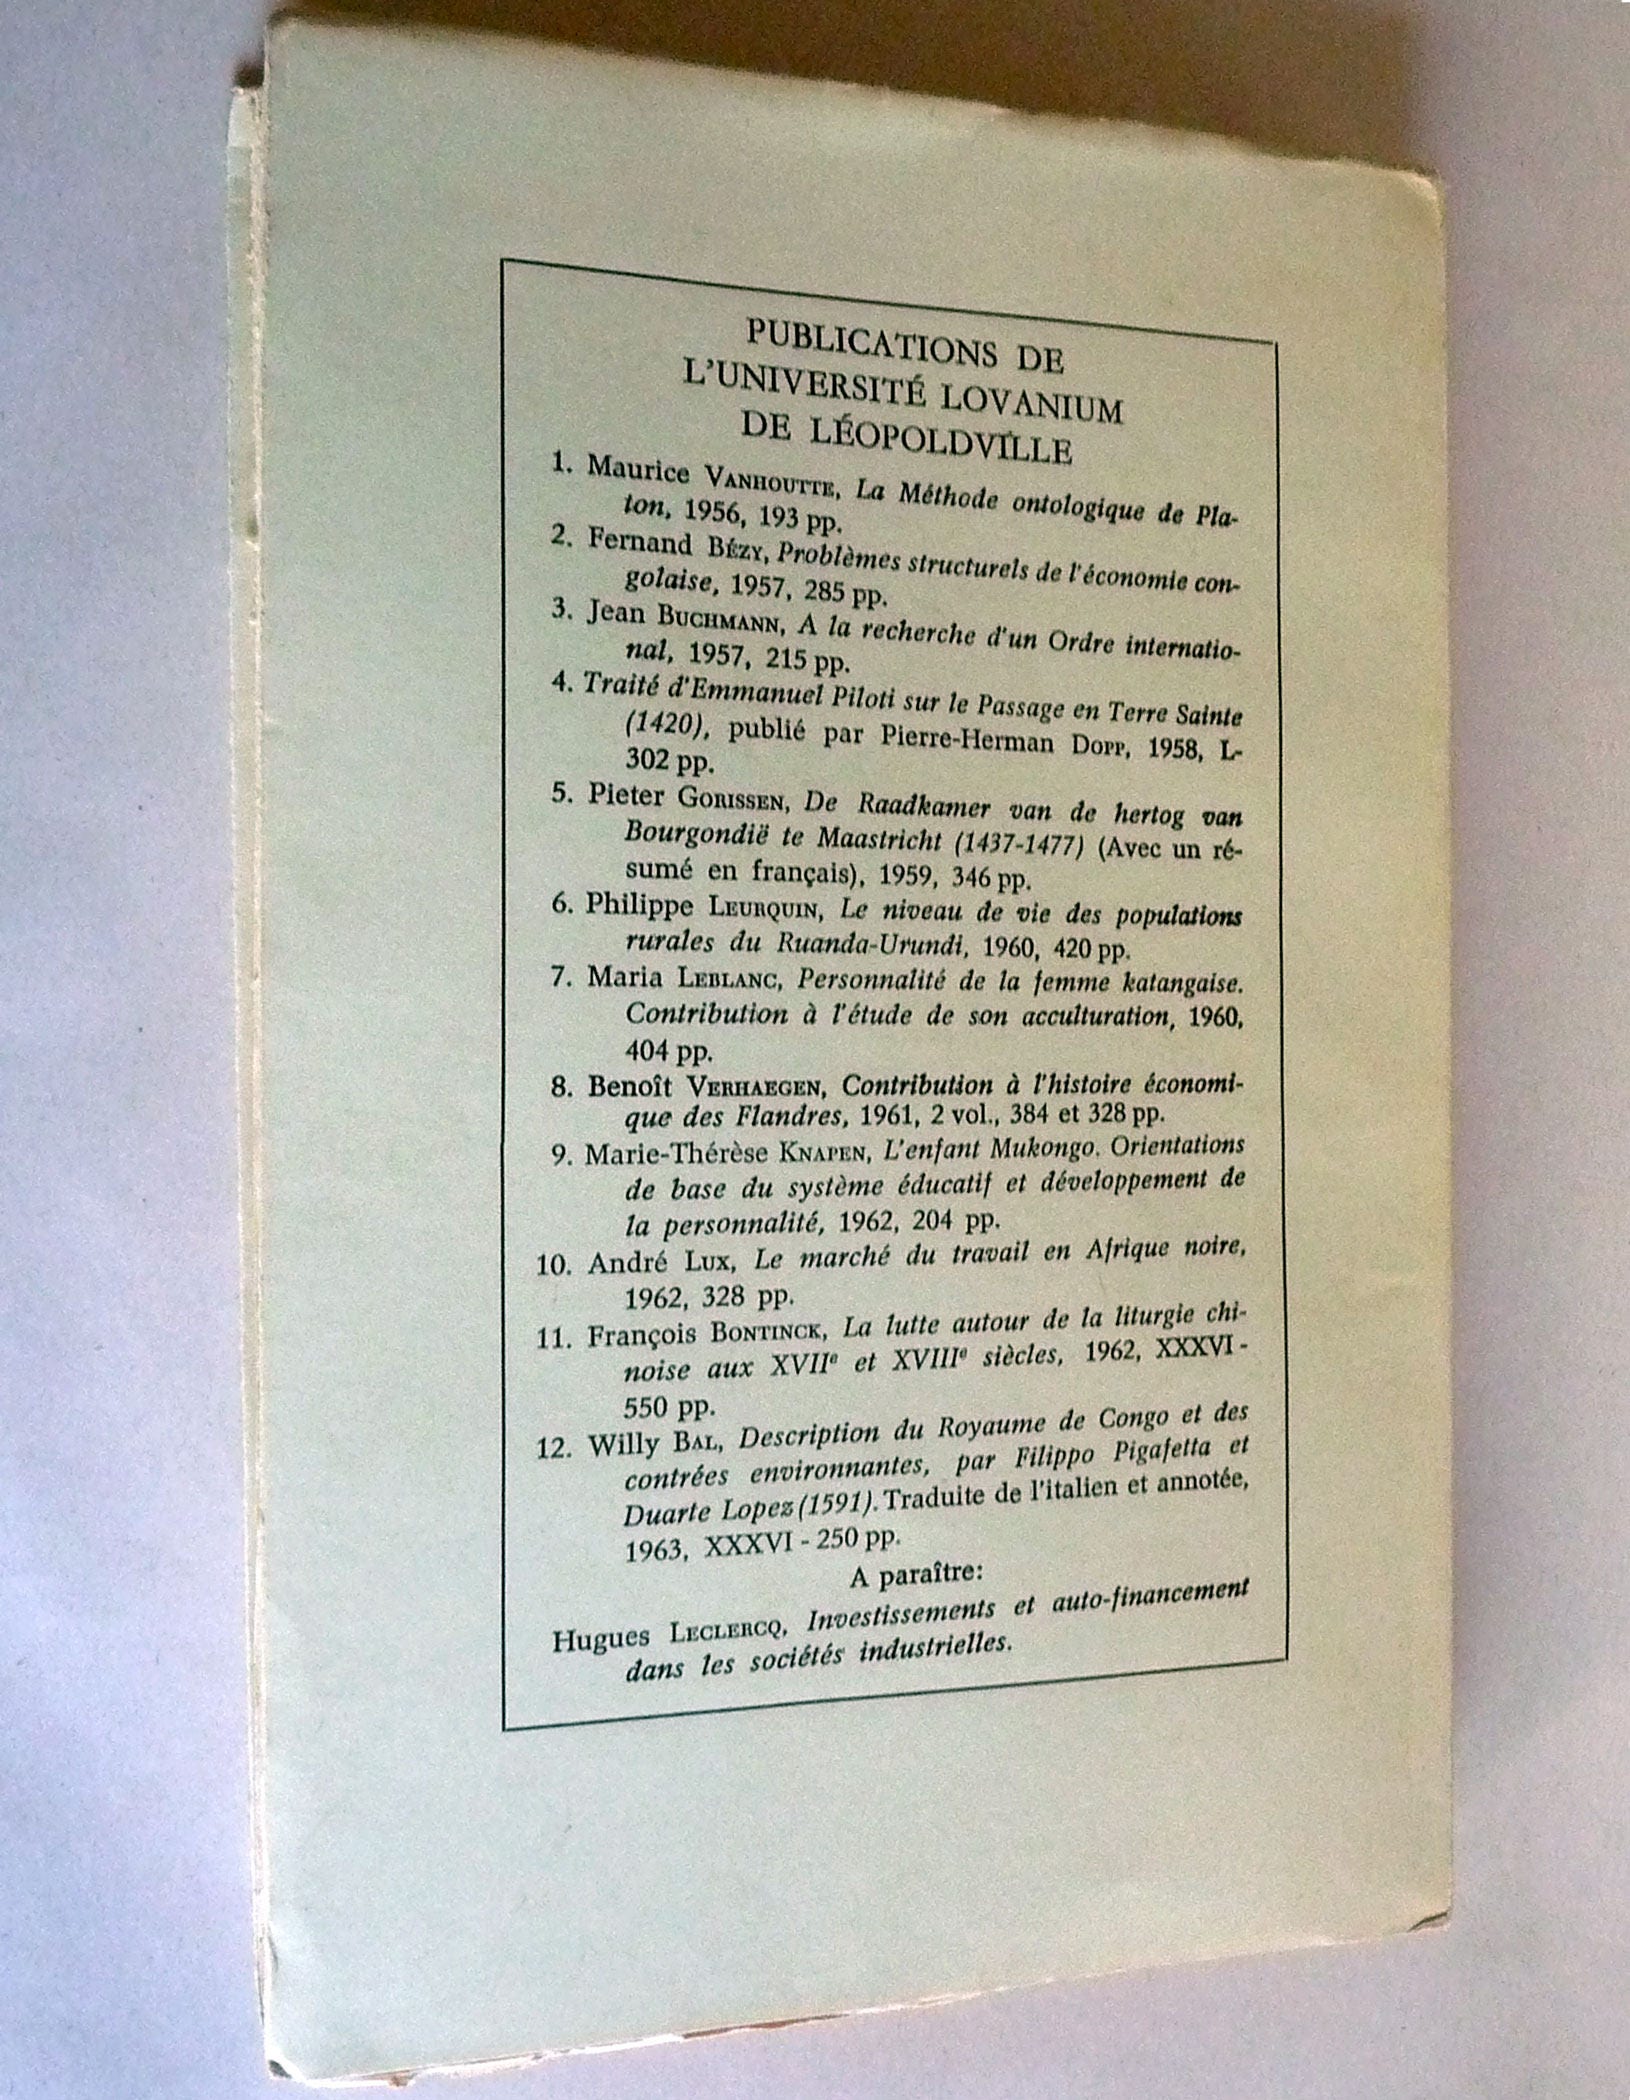 PUBLICATIONS DE
L'UNIVERSITÉ LOVANIUM
DE LÉOPOLDVILLE
1. Maurice VANHOUTTE, La Méthode ontologique de Pla-
ton, 1956, 193 pp.
2. Fernand BÉZY, Problèmes structurels de l'économie con-
golaise, 1957, 285 pp.
3. Jean BUCHMANN, A la recherche d'un Ordre internatio-
nal, 1957, 215 pp.
4. Traité d'Emmanuel Piloti sur le Passage en Terre Sainte
(1420), publié par Pierre-Herman DOPP, 1958, L-
302 pp.
5. Pieter GORISSEN, De Raadkamer van de hertog van
Bourgondië te Maastricht (1437-1477) (Avec un ré-
sumé en français), 1959, 346 pp.
6. Philippe LEURQUIN, Le niveau de vie des populations
rurales du Ruanda-Urundi, 1960, 420 pp.
7. Maria LEBLANC, Personnalité de la femme katangaise.
Contribution à l'étude de son acculturation, 1960,
404 pp.
8. Benoît VERHAEGEN, Contribution à l'histoire économi-
que des Flandres, 1961, 2 vol., 384 et 328 pp.
9. Marie-Thérèse KNAPEN, L'enfant Mukongo. Orientations
de base du système éducatif et développement de
la personnalité, 1962, 204 pp.
10. André LUX, Le marché du travail en Afrique noire,
1962, 328 pp.
11. François BONTINCK, La lutte autour de la liturgie chi-
noise aux XVIIe et XVIIIe siècles, 1962, XXXVI -
550 pp.
12. Willy BAL, Description du Royaume de Congo et des
contrées environnantes, par Filippo Pigafetta et
Duarte Lopez (1591). Traduite de l'italien et annotée,
1963, XXXVI - 250 pp.
A paraître:
Hugues LECLERCQ, Investissements et auto-financement
dans les sociétés industrielles.